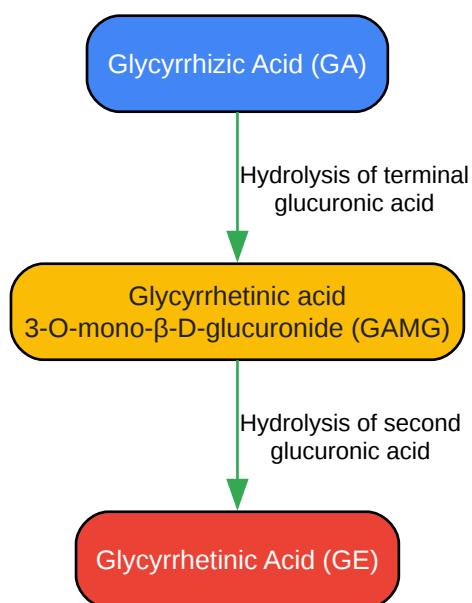 Glycyrrhizic Acid (GA)
Hydrolysis of terminal
glucuronic acid
Glycyrrhetinic acid
3-O-mono-β-D-glucuronide (GAMG)
Hydrolysis of second
glucuronic acid
Glycyrrhetinic Acid (GE)